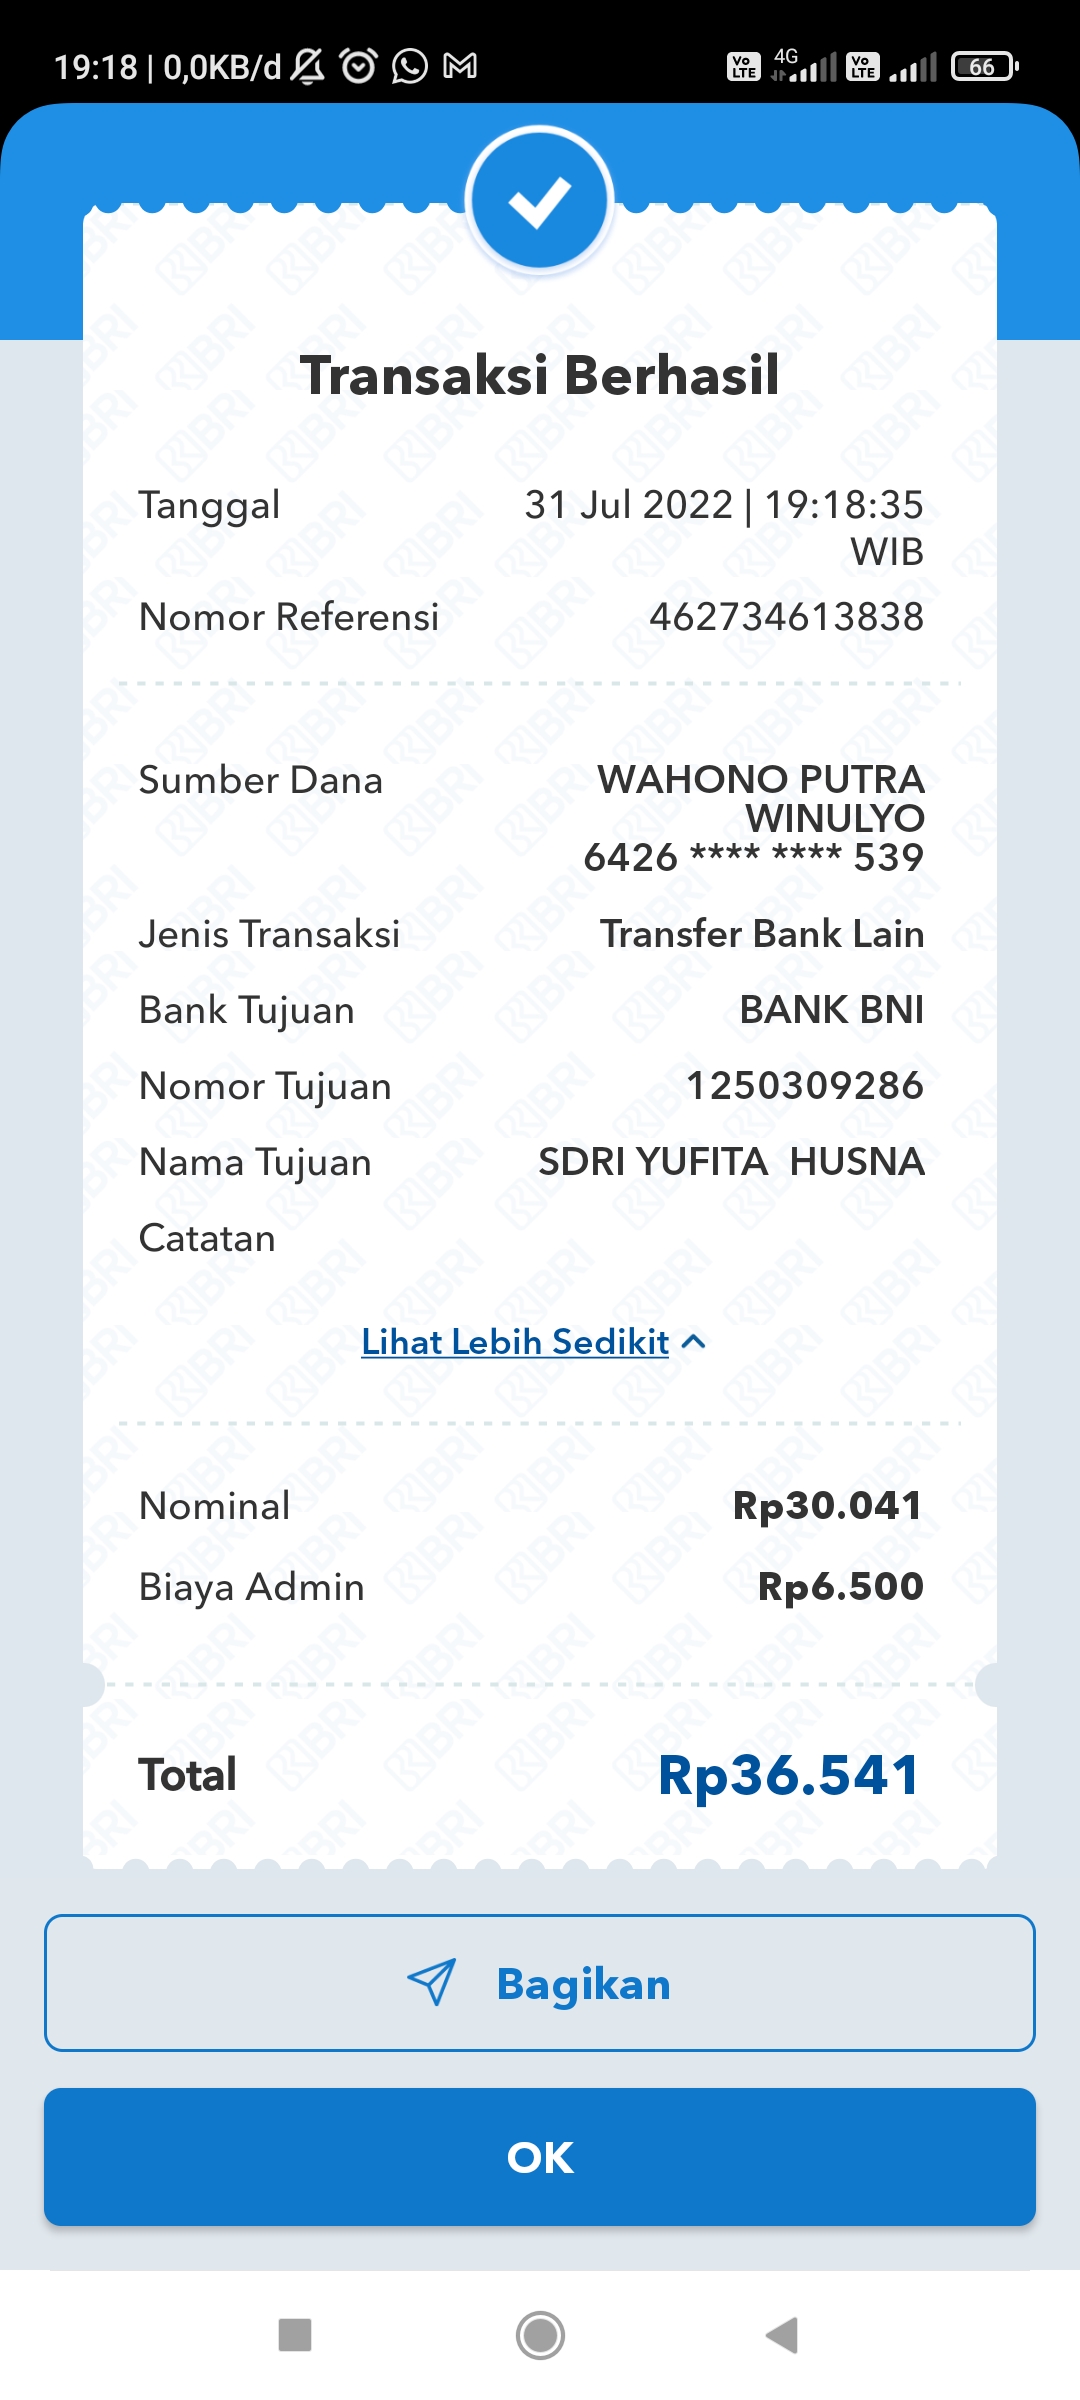 19:18 | 0,0KB/d
Vo LTE 4G Vo LTE 66
Transaksi Berhasil
Tanggal 31 Jul 2022 | 19:18:35
WIB
Nomor Referensi 462734613838
Sumber Dana WAHONO PUTRA
WINULYO
6426 **** **** 539
Jenis Transaksi Transfer Bank Lain
Bank Tujuan BANK BNI
Nomor Tujuan 1250309286
Nama Tujuan SDRI YUFITA  HUSNA
Catatan
Lihat Lebih Sedikit
Nominal Rp30.041
Biaya Admin Rp6.500
Total Rp36.541
Bagikan
OK